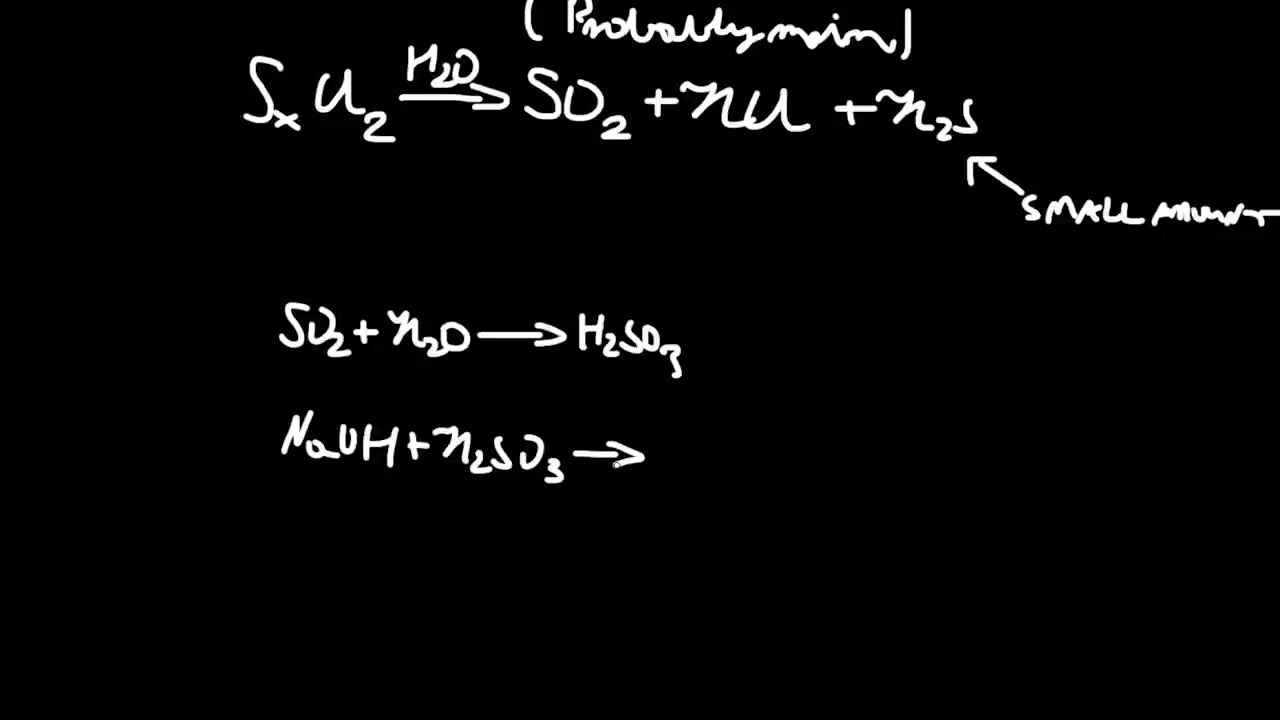 (Probably main)
SxCl2 H2O → SO2 + HCl + H2S
SMALL AMOUNT
SO2 + H2O → H2SO3
NaOH + H2SO3 →